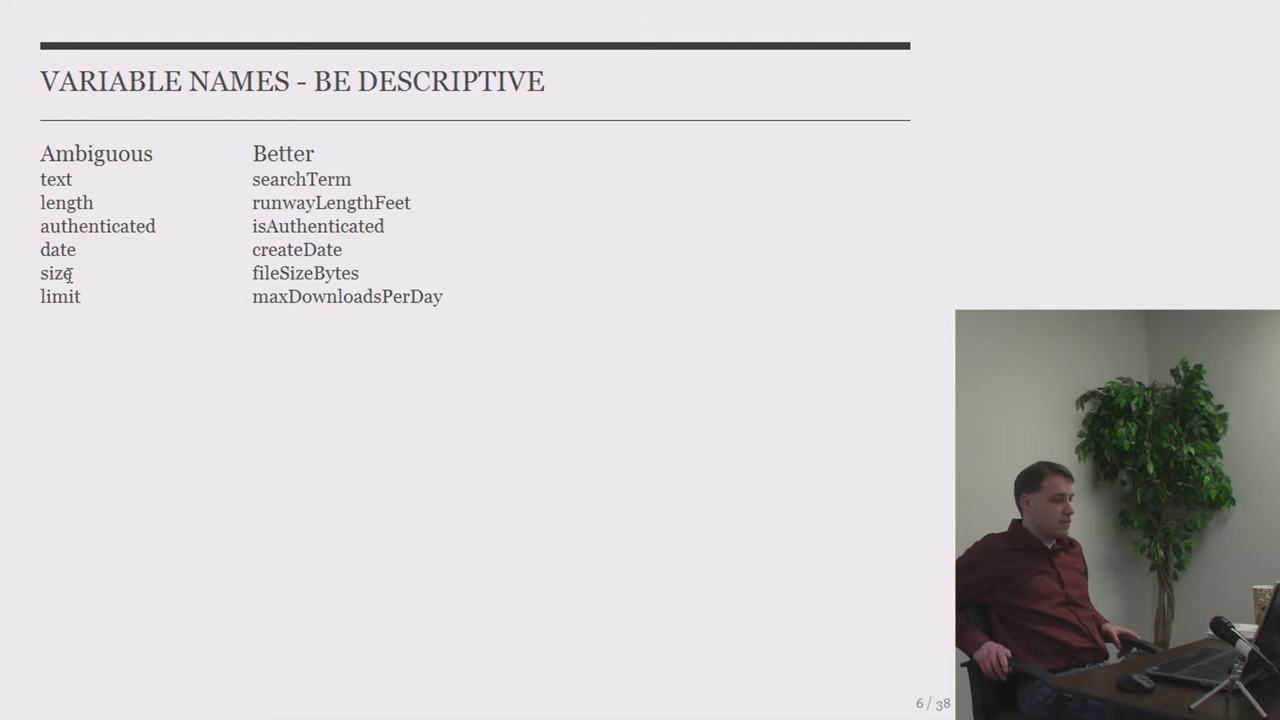 VARIABLE NAMES - BE DESCRIPTIVE
Ambiguous Better
text searchTerm
length runwayLengthFeet
authenticated isAuthenticated
date createDate
size fileSizeBytes
limit maxDownloadsPerDay
6 / 38